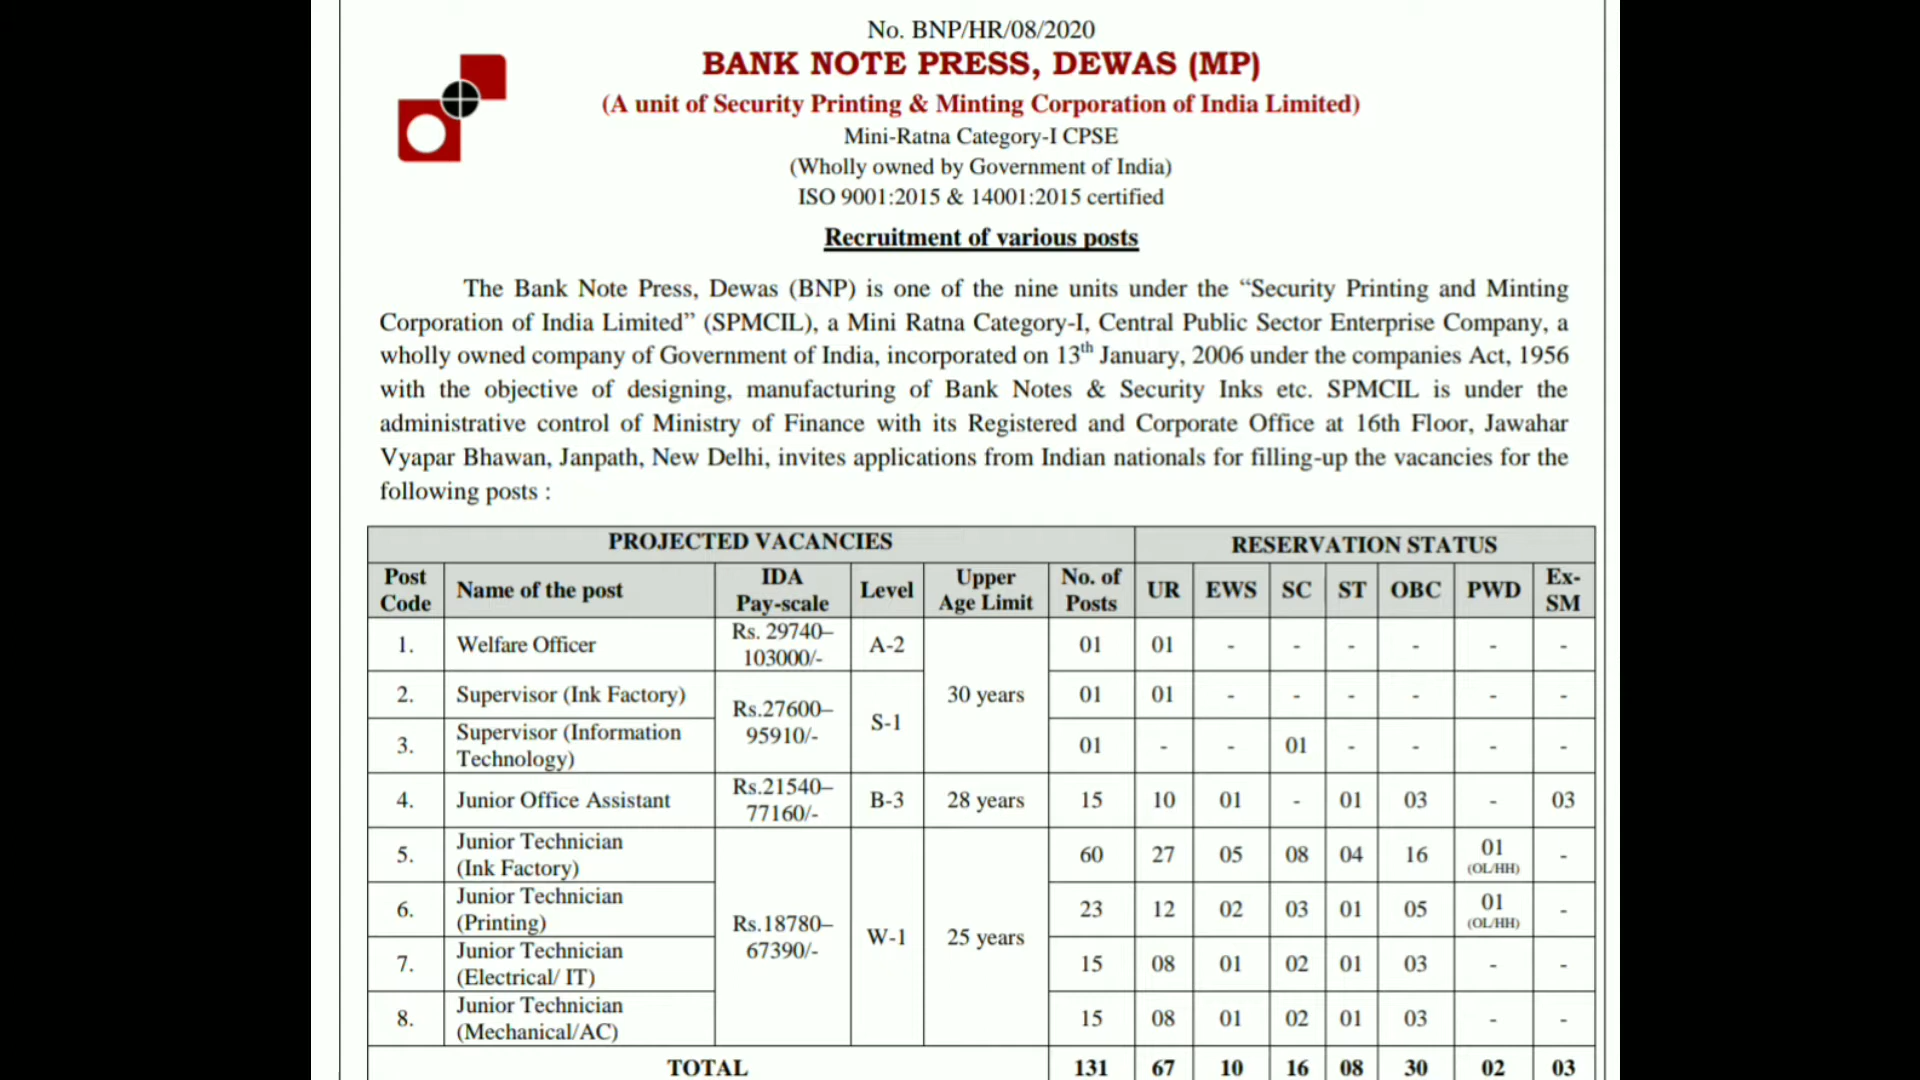 No. BNP/HR/08/2020
BANK NOTE PRESS, DEWAS (MP)
(A unit of Security Printing & Minting Corporation of India Limited)
Mini-Ratna Category-I CPSE
(Wholly owned by Government of India)
ISO 9001:2015 & 14001:2015 certified
Recruitment of various posts
The Bank Note Press, Dewas (BNP) is one of the nine units under the “Security Printing and Minting
Corporation of India Limited” (SPMCIL), a Mini Ratna Category-I, Central Public Sector Enterprise Company, a
wholly owned company of Government of India, incorporated on 13th January, 2006 under the companies Act, 1956
with the objective of designing, manufacturing of Bank Notes & Security Inks etc. SPMCIL is under the
administrative control of Ministry of Finance with its Registered and Corporate Office at 16th Floor, Jawahar
Vyapar Bhawan, Janpath, New Delhi, invites applications from Indian nationals for filling-up the vacancies for the
following posts :
PROJECTED VACANCIES RESERVATION STATUS
Post Code Name of the post IDA Pay-scale Level Upper Age Limit No. of Posts UR EWS SC ST OBC PWD Ex-SM
1. Welfare Officer Rs. 29740–103000/- A-2 30 years 01 01 - - - - - -
2. Supervisor (Ink Factory) Rs.27600–95910/- S-1 01 01 - - - - - -
3. Supervisor (Information Technology) 01 - - 01 - - - -
4. Junior Office Assistant Rs.21540–77160/- B-3 28 years 15 10 01 - 01 03 - 03
5. Junior Technician (Ink Factory) Rs.18780–67390/- W-1 25 years 60 27 05 08 04 16 01 (OL/HH) -
6. Junior Technician (Printing) 23 12 02 03 01 05 01 (OL/HH) -
7. Junior Technician (Electrical/ IT) 15 08 01 02 01 03 - -
8. Junior Technician (Mechanical/AC) 15 08 01 02 01 03 - -
TOTAL 131 67 10 16 08 30 02 03